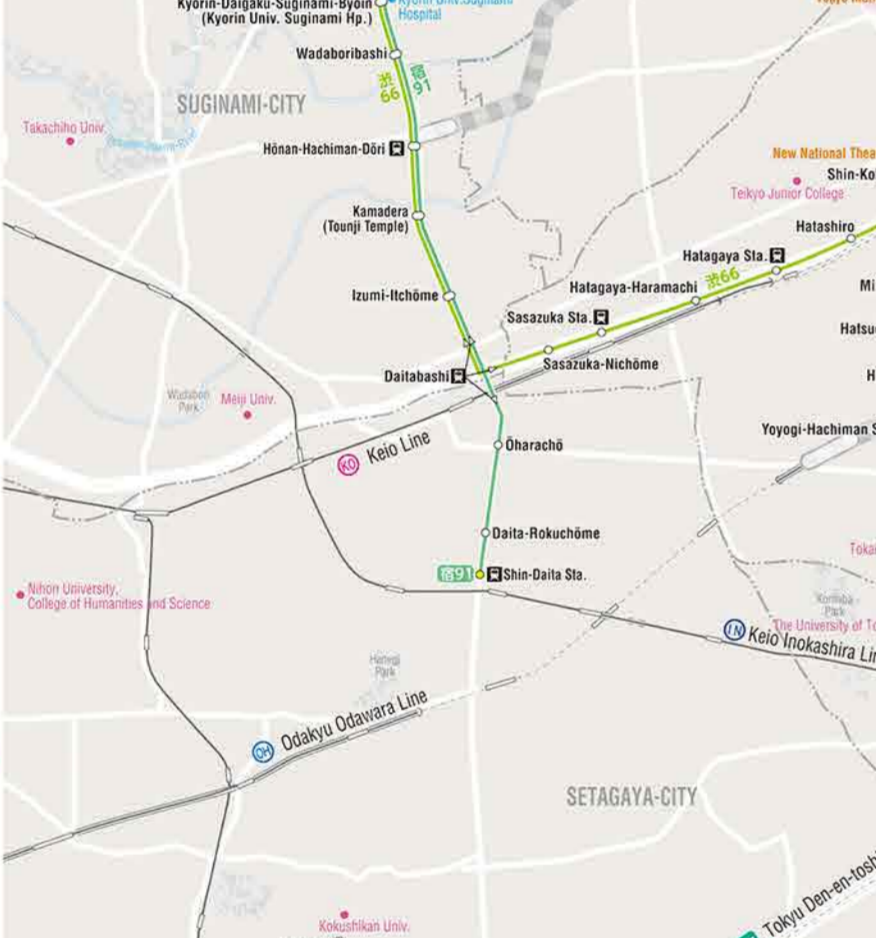 Kyorin-Daigaku-Suginami-Byoin
(Kyorin Univ. Suginami Hp.)
Kyorin Univ.Suginami
Hospital
Wadaboribashi
渋
66
宿
91
SUGINAMI-CITY
Takachiho Univ.
Hōnan-Hachiman-Dōri
New National Thea
Shin-Ko
Teikyo Junior College
Kamadera
(Tounji Temple)
Hatashiro
Hatagaya Sta.
渋66
Hatagaya-Haramachi
Mi
Izumi-Itchōme
Sasazuka Sta.
Hatsu
Sasazuka-Nichōme
Daitabashi
H
Meiji Univ.
Park
Yoyogi-Hachiman S
Keio Line
KO
Ōharachō
Daita-Rokuchōme
Toka
宿91
Shin-Daita Sta.
Nihon University,
College of Humanities and Science
Komaba
Park
The University of To
IN
Keio Inokashira Lin
Hanegi
Park
Odakyu Odawara Line
OH
SETAGAYA-CITY
Tokyu Den-en-toshi
Kokushikan Univ.